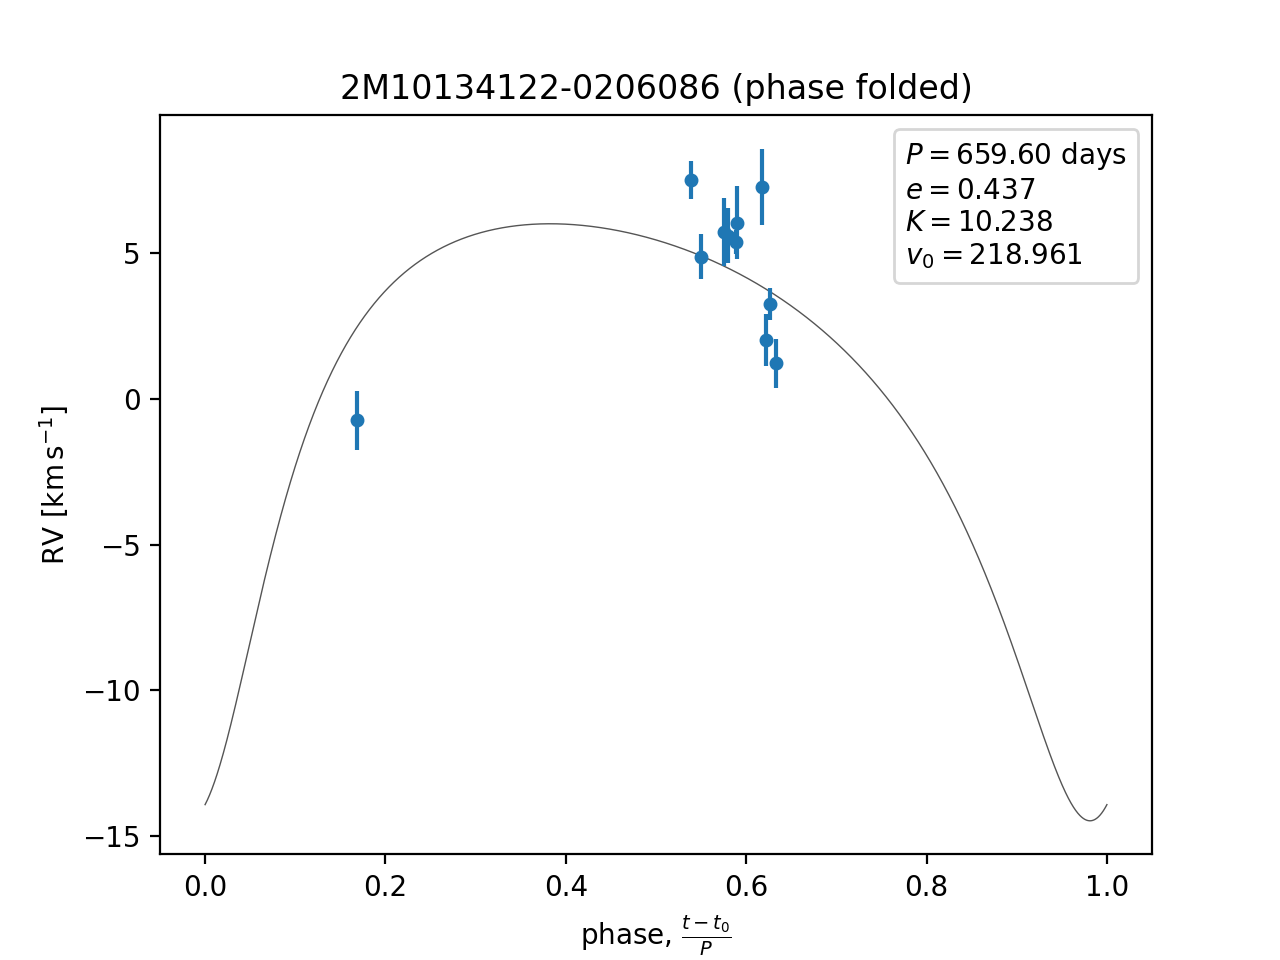 2M10134122-0206086 (phase folded)
P = 659.60 days
e = 0.437
K = 10.238
v₀ = 218.961
5
0
−5
−10
−15
RV [km s⁻¹]
0.0 0.2 0.4 0.6 0.8 1.0
phase, (t − t₀)/P